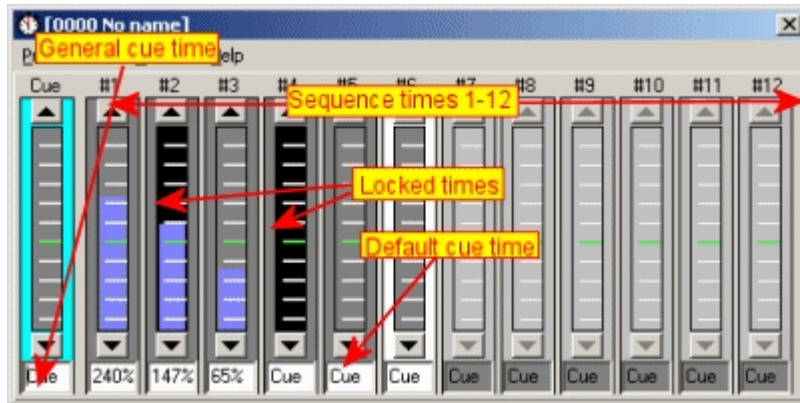 [0000 No name]
General cue time
Help
Cue #1 #2 #3 #4 #5 #6 #7 #8 #9 #10 #11 #12
Sequence times 1-12
Locked times
Default cue time
Cue 240% 147% 65% Cue Cue Cue Cue Cue Cue Cue Cue Cue